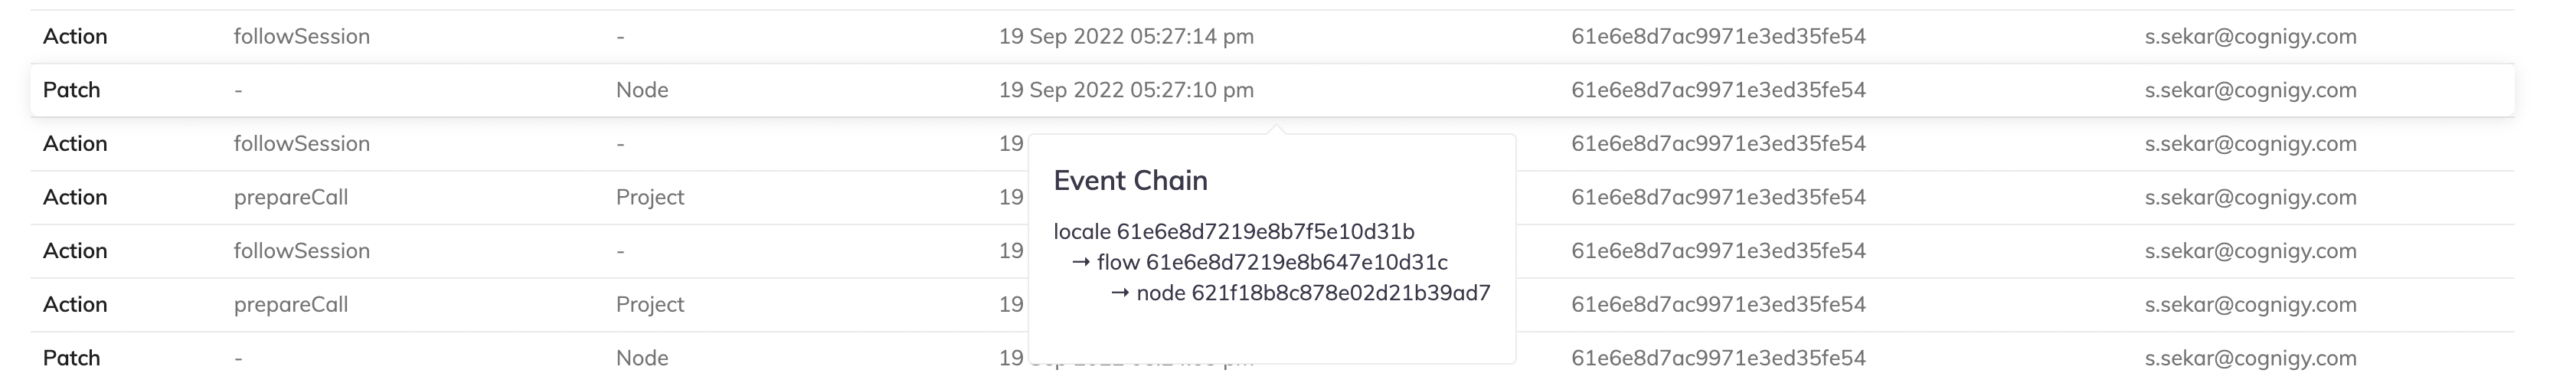 Action followSession - 19 Sep 2022 05:27:14 pm 61e6e8d7ac9971e3ed35fe54 s.sekar@cognigy.com
Patch - Node 19 Sep 2022 05:27:10 pm 61e6e8d7ac9971e3ed35fe54 s.sekar@cognigy.com
Action followSession - 19 61e6e8d7ac9971e3ed35fe54 s.sekar@cognigy.com
Action prepareCall Project 19 61e6e8d7ac9971e3ed35fe54 s.sekar@cognigy.com
Action followSession - 19 61e6e8d7ac9971e3ed35fe54 s.sekar@cognigy.com
Action prepareCall Project 19 61e6e8d7ac9971e3ed35fe54 s.sekar@cognigy.com
Patch - Node 19 61e6e8d7ac9971e3ed35fe54 s.sekar@cognigy.com
Event Chain
locale 61e6e8d7219e8b7f5e10d31b
→ flow 61e6e8d7219e8b647e10d31c
→ node 621f18b8c878e02d21b39ad7